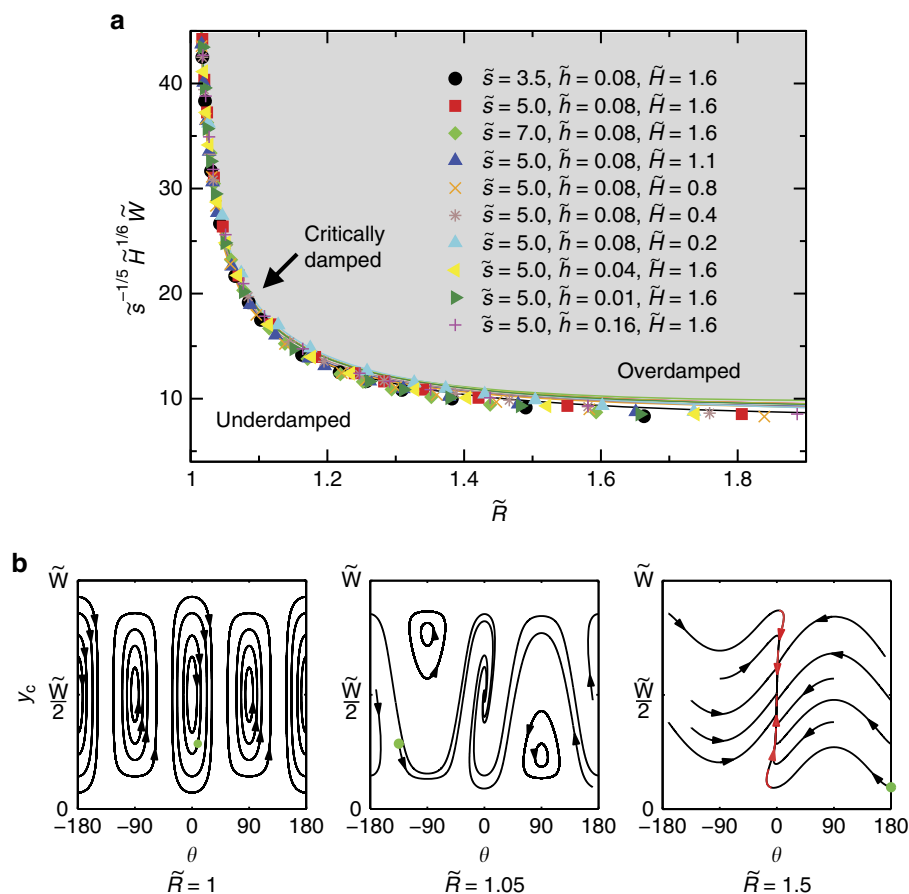 a
s̃ = 3.5, h̃ = 0.08, H̃ = 1.6
s̃ = 5.0, h̃ = 0.08, H̃ = 1.6
s̃ = 7.0, h̃ = 0.08, H̃ = 1.6
s̃ = 5.0, h̃ = 0.08, H̃ = 1.1
s̃ = 5.0, h̃ = 0.08, H̃ = 0.8
s̃ = 5.0, h̃ = 0.08, H̃ = 0.4
s̃ = 5.0, h̃ = 0.08, H̃ = 0.2
s̃ = 5.0, h̃ = 0.04, H̃ = 1.6
s̃ = 5.0, h̃ = 0.01, H̃ = 1.6
s̃ = 5.0, h̃ = 0.16, H̃ = 1.6
40
30
20
10
s̃⁻¹ᐟ⁵ H̃¹ᐟ⁶ W̃
Critically
damped
Overdamped
Underdamped
1 1.2 1.4 1.6 1.8
R̃
b
W̃ W̃ W̃
y_c W̃/2 W̃/2 W̃/2
0 0 0
−180 −90 0 90 180 −180 −90 0 90 180 −180 −90 0 90 180
θ θ θ
R̃ = 1 R̃ = 1.05 R̃ = 1.5